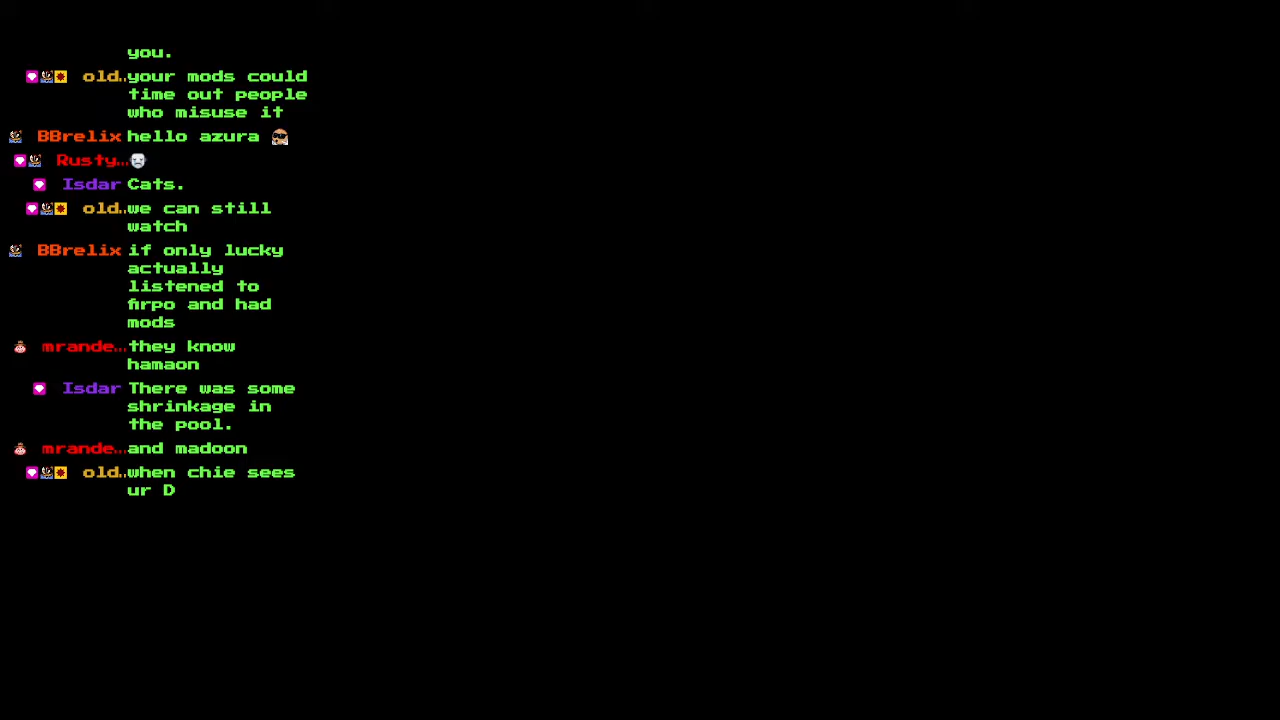 you.
old..your mods could
time out people
who misuse it
BBrelix hello azura
Rusty...
Isdar Cats.
old..we can still
watch
BBrelix if only lucky
actually
listened to
firpo and had
mods
mrande...they know
hamaon
Isdar There was some
shrinkage in
the pool.
mrande...and madoon
old..when chie sees
ur D